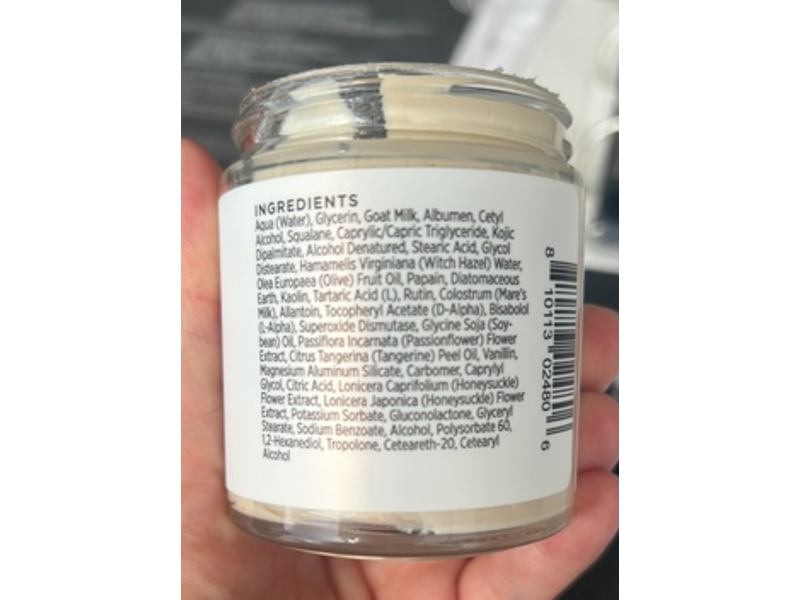 INGREDIENTS
Aqua (Water), Glycerin, Goat Milk, Albumen, Cetyl
Alcohol, Squalane, Caprylic/Capric Triglyceride, Kojic
Dipalmitate, Alcohol Denatured, Stearic Acid, Glycol
Distearate, Hamamelis Virginiana (Witch Hazel) Water,
Olea Europaea (Olive) Fruit Oil, Papain, Diatomaceous
Earth, Kaolin, Tartaric Acid (L), Rutin, Colostrum (Mare's
Milk), Allantoin, Tocopheryl Acetate (D-Alpha), Bisabolol
(L-Alpha), Superoxide Dismutase, Glycine Soja (Soy-
bean) Oil, Passiflora Incarnata (Passionflower) Flower
Extract, Citrus Tangerina (Tangerine) Peel Oil, Vanillin,
Magnesium Aluminum Silicate, Carbomer, Caprylyl
Glycol, Citric Acid, Lonicera Caprifolium (Honeysuckle)
Flower Extract, Lonicera Japonica (Honeysuckle) Flower
Extract, Potassium Sorbate, Gluconolactone, Glyceryl
Stearate, Sodium Benzoate, Alcohol, Polysorbate 60,
1,2-Hexanediol, Tropolone, Ceteareth-20, Cetearyl
Alcohol
8 10113 02480 6